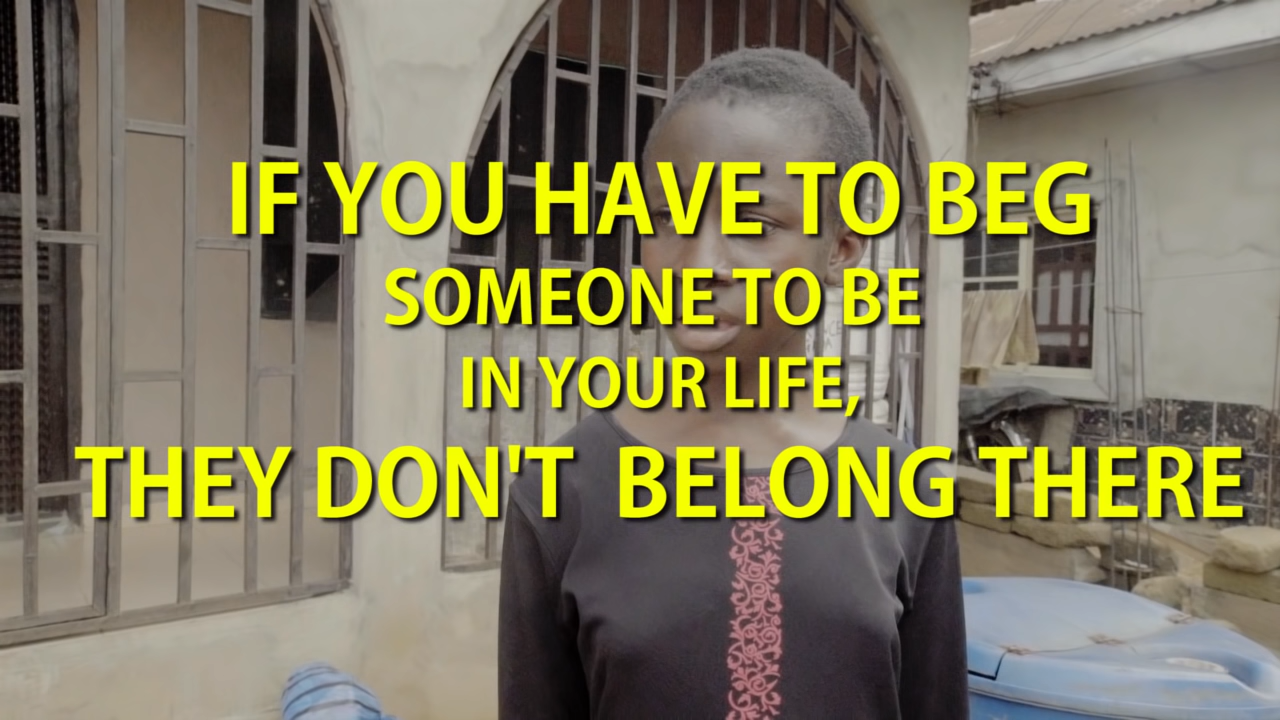 IF YOU HAVE TO BEG
SOMEONE TO BE
IN YOUR LIFE,
THEY DON'T BELONG THERE